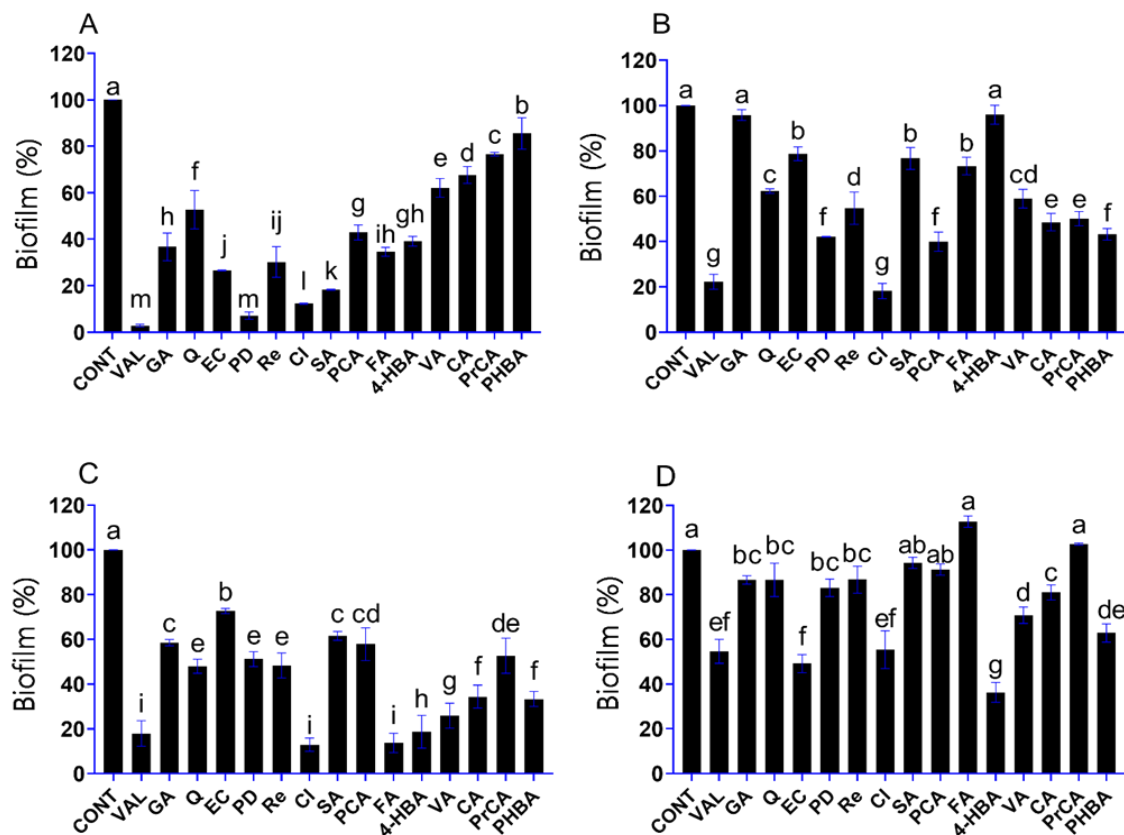 A
Biofilm (%)
120
100
80
60
40
20
0
a
m
h
f
j
m
ij
l
k
g
ih
gh
e
d
c
b
CONT
VAL
GA
Q
EC
PD
Re
CI
SA
PCA
FA
4-HBA
VA
CA
PrCA
PHBA
B
Biofilm (%)
120
100
80
60
40
20
0
a
g
a
c
b
f
d
g
b
f
b
a
cd
e
e
f
CONT
VAL
GA
Q
EC
PD
Re
CI
SA
PCA
FA
4-HBA
VA
CA
PrCA
PHBA
C
Biofilm (%)
120
100
80
60
40
20
0
a
i
c
e
b
e
e
i
c
cd
i
h
g
f
de
f
CONT
VAL
GA
Q
EC
PD
Re
CI
SA
PCA
FA
4-HBA
VA
CA
PrCA
PHBA
D
Biofilm (%)
120
100
80
60
40
20
0
a
ef
bc
bc
f
bc
bc
ef
ab
ab
a
g
d
c
a
de
CONT
VAL
GA
Q
EC
PD
Re
CI
SA
PCA
FA
4-HBA
VA
CA
PrCA
PHBA